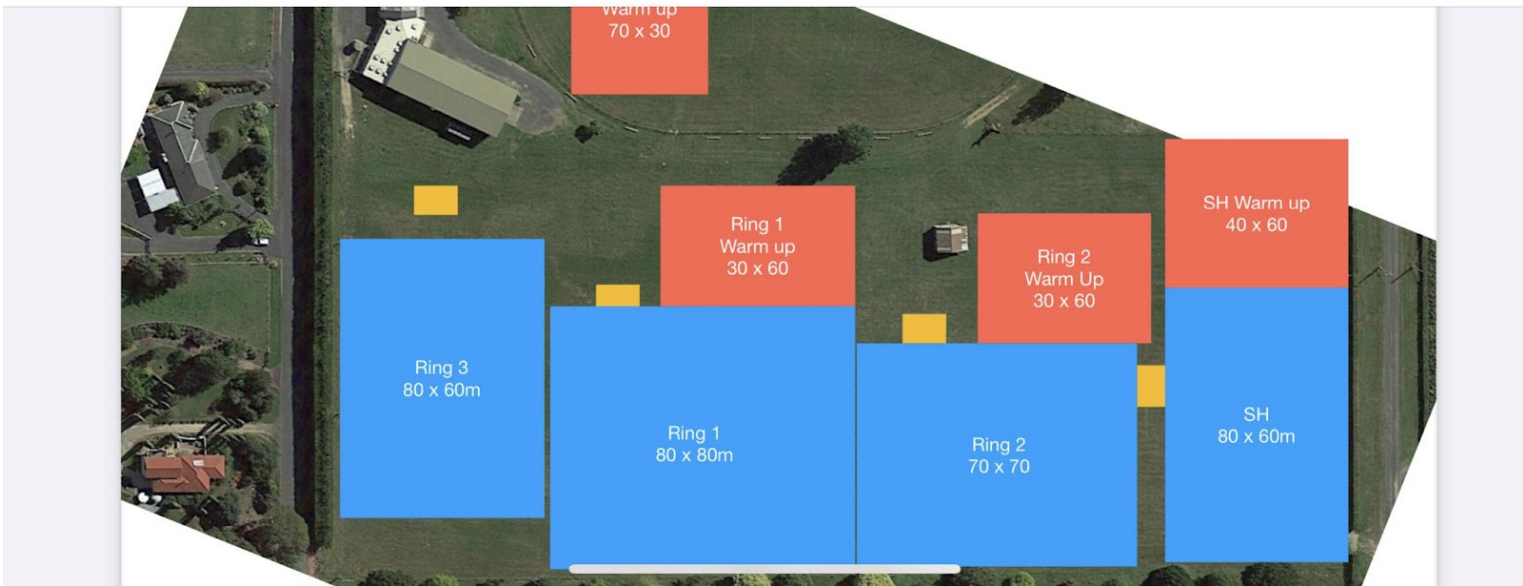 Warm up
70 x 30
SH Warm up
40 x 60
Ring 1
Warm up
30 x 60
Ring 2
Warm Up
30 x 60
Ring 3
80 x 60m
Ring 1
80 x 80m
Ring 2
70 x 70
SH
80 x 60m